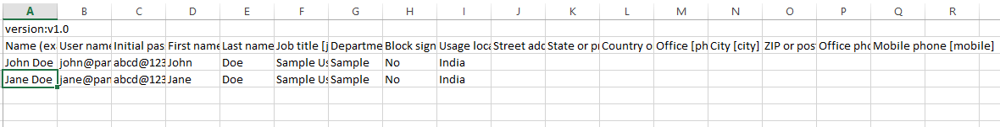 A B C D E F G H I J K L M N O P Q R
version:v1.0
Name (ex User name Initial pas First name Last name Job title [j Departme Block sign Usage loca Street add State or pr Country o Office [ph City [city] ZIP or pos Office pho Mobile phone [mobile]
John Doe john@par abcd@123 John Doe Sample Us Sample No India
Jane Doe jane@par abcd@123 Jane Doe Sample Us Sample No India